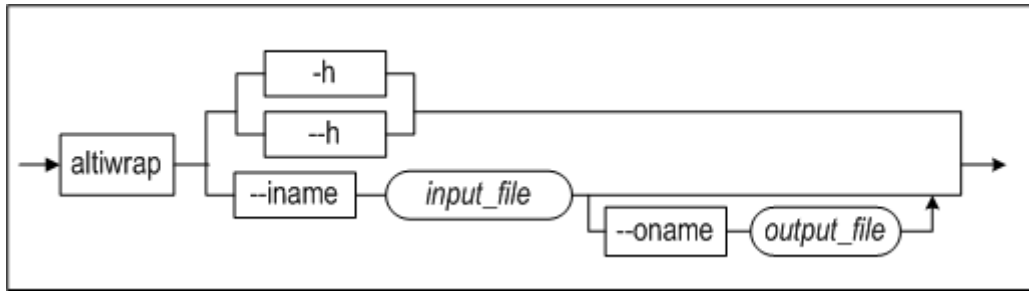 -h
--h
altiwrap
--iname
input_file
--oname
output_file